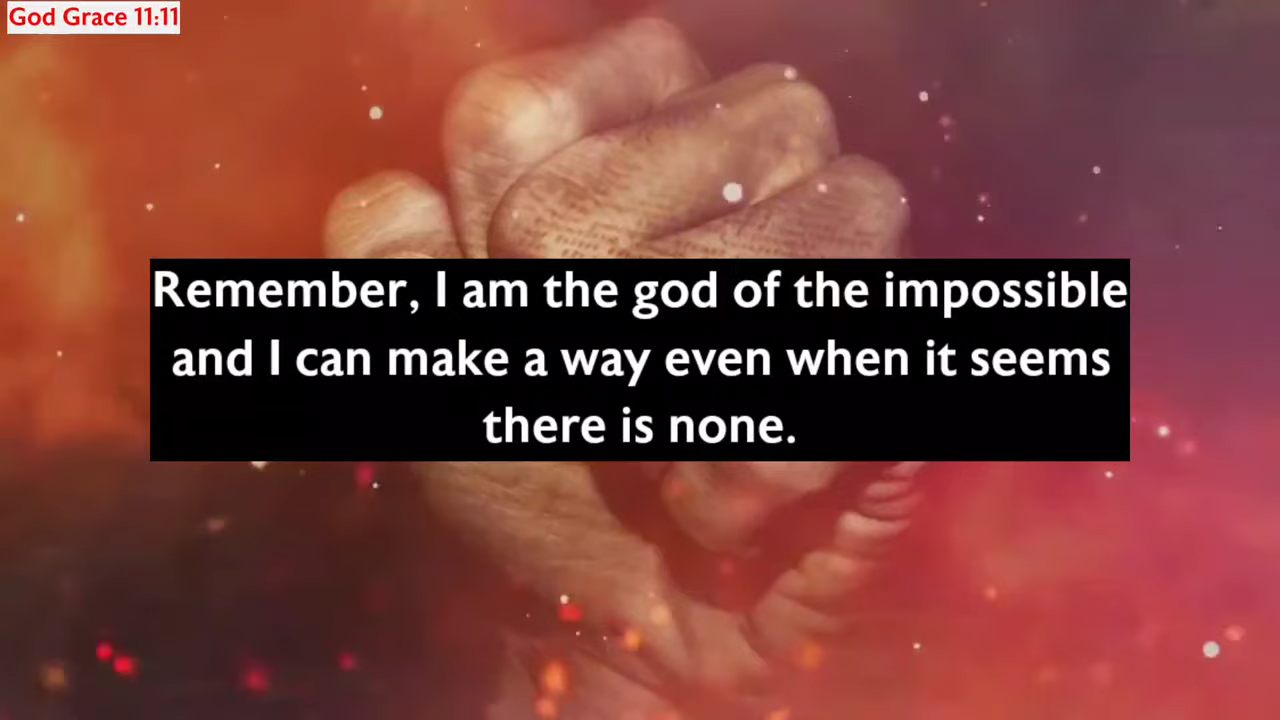 God Grace 11:11
Remember, I am the god of the impossible
and I can make a way even when it seems
there is none.